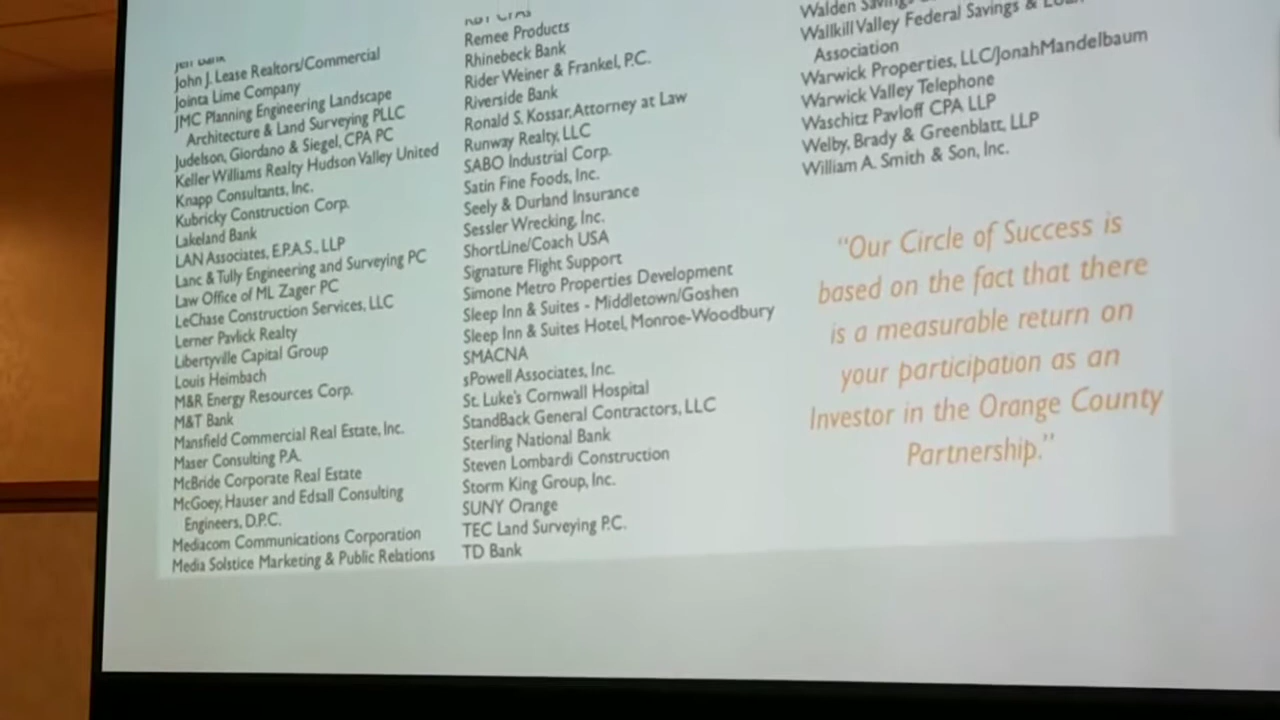 John J. Lease Realtors/Commercial
Jointa Lime Company
JMC Planning Engineering Landscape
Architecture & Land Surveying PLLC
Judelson, Giordano & Siegel, CPA PC
Keller Williams Realty Hudson Valley United
Knapp Consultants, Inc.
Kubricky Construction Corp.
Lakeland Bank
LAN Associates, E.P.A.S., LLP
Lanc & Tully Engineering and Surveying PC
Law Office of ML Zager PC
LeChase Construction Services, LLC
Lerner Pavlick Realty
Libertyville Capital Group
Louis Heimbach
M&R Energy Resources Corp.
M&T Bank
Mansfield Commercial Real Estate, Inc.
Maser Consulting P.A.
McBride Corporate Real Estate
McGoey, Hauser and Edsall Consulting
Engineers, D.P.C.
Mediacom Communications Corporation
Media Solstice Marketing & Public Relations
Remee Products
Rhinebeck Bank
Rider Weiner & Frankel, P.C.
Riverside Bank
Ronald S. Kossar, Attorney at Law
Runway Realty, LLC
SABO Industrial Corp.
Satin Fine Foods, Inc.
Seely & Durland Insurance
Sessler Wrecking, Inc.
ShortLine/Coach USA
Signature Flight Support
Simone Metro Properties Development
Sleep Inn & Suites - Middletown/Goshen
Sleep Inn & Suites Hotel, Monroe-Woodbury
SMACNA
sPowell Associates, Inc.
St. Luke's Cornwall Hospital
StandBack General Contractors, LLC
Sterling National Bank
Steven Lombardi Construction
Storm King Group, Inc.
SUNY Orange
TEC Land Surveying P.C.
TD Bank
Walden Savings
Wallkill Valley Federal Savings & Loan
Association
Warwick Properties, LLC/JonahMandelbaum
Warwick Valley Telephone
Waschitz Pavloff CPA LLP
Welby, Brady & Greenblatt, LLP
William A. Smith & Son, Inc.
"Our Circle of Success is
based on the fact that there
is a measurable return on
your participation as an
Investor in the Orange County
Partnership."